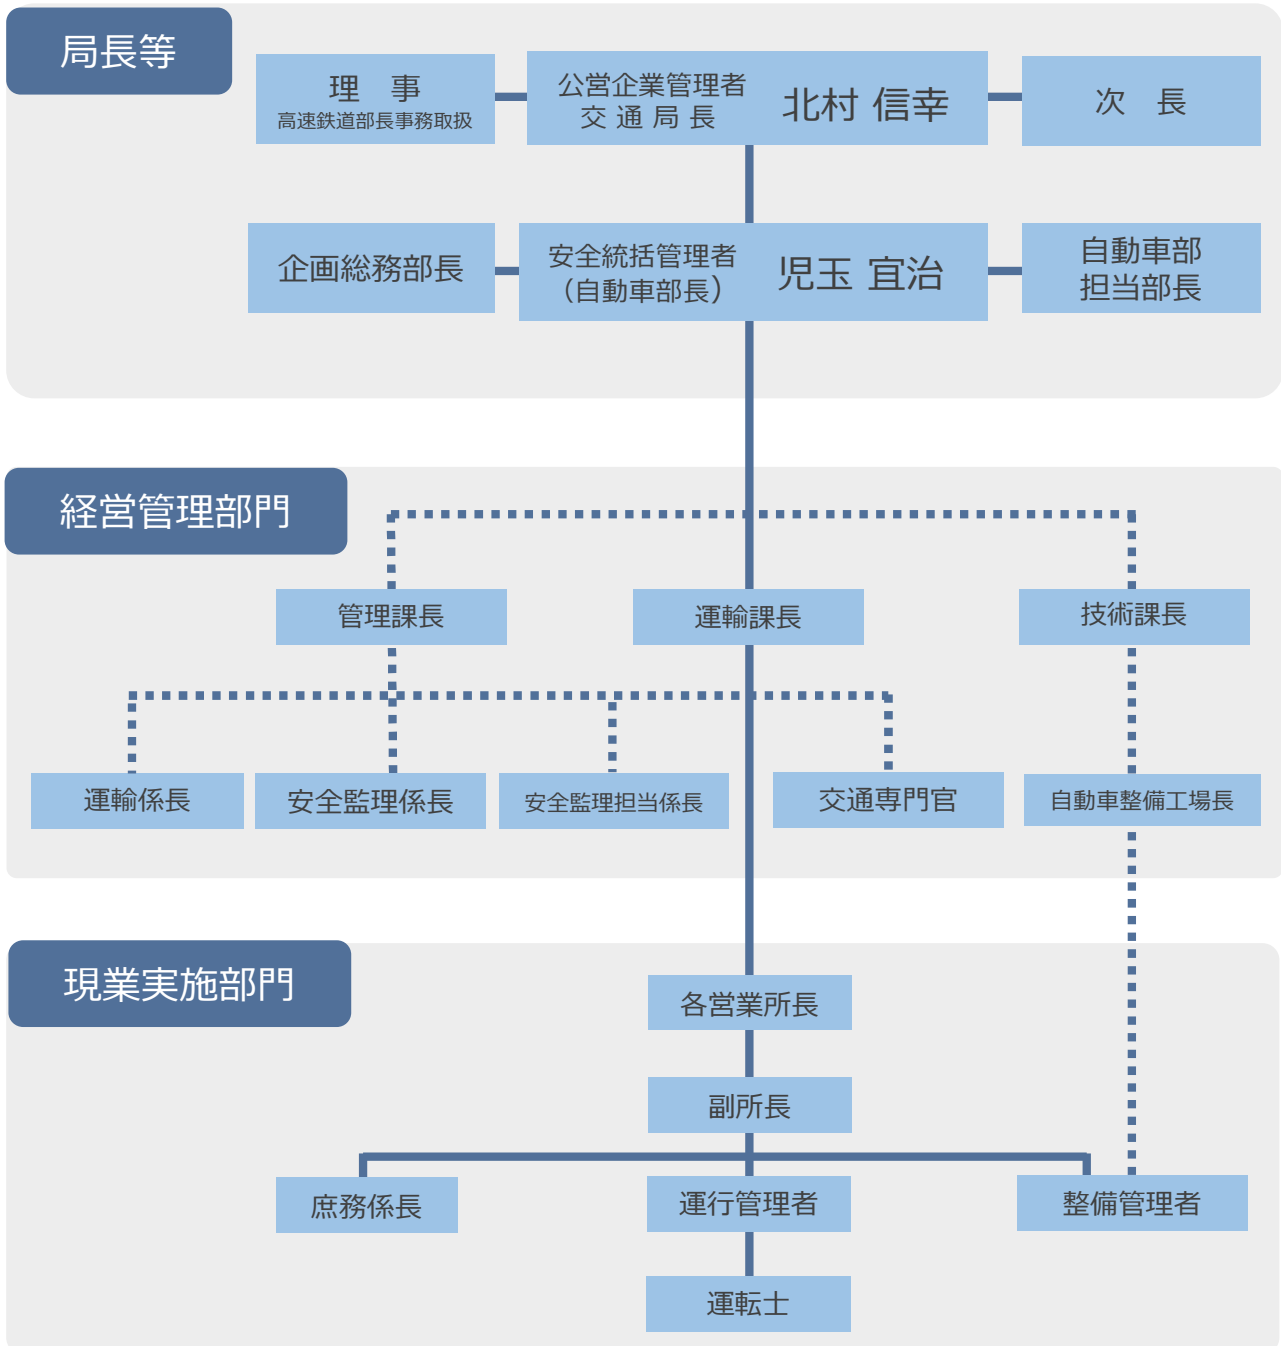 局長等
理　事
高速鉄道部長事務取扱
公営企業管理者
交 通 局 長
北村 信幸
次　長
企画総務部長
安全統括管理者
（自動車部長）
児玉 宜治
自動車部
担当部長
経営管理部門
管理課長
運輸課長
技術課長
運輸係長
安全監理係長
安全監理担当係長
交通専門官
自動車整備工場長
現業実施部門
各営業所長
副所長
庶務係長
運行管理者
整備管理者
運転士